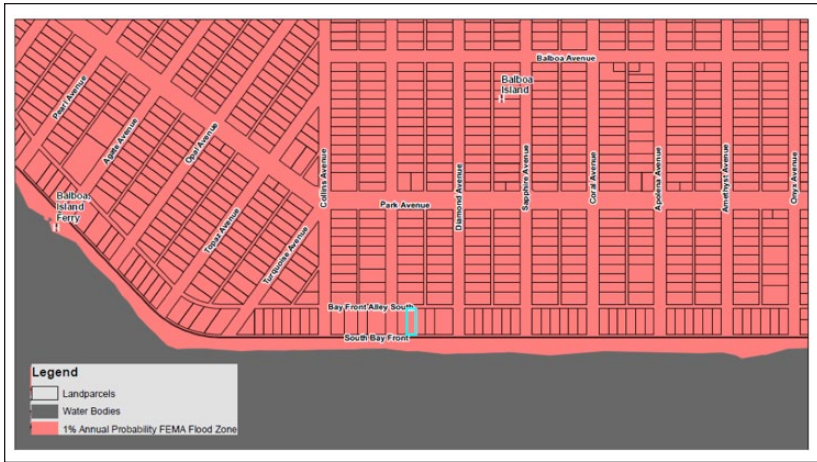 Balboa Avenue
Balboa
Island
Pearl Avenue
Agate Avenue
Opal Avenue
Collins Avenue
Diamond Avenue
Sapphire Avenue
Coral Avenue
Apolena Avenue
Amethyst Avenue
Onyx Avenue
Balboa,
Island
Ferry
Park Avenue
Topaz Avenue
Turquoise Avenue
Bay Front Alley South
South Bay Front
Legend
Landparcels
Water Bodies
1% Annual Probability FEMA Flood Zone